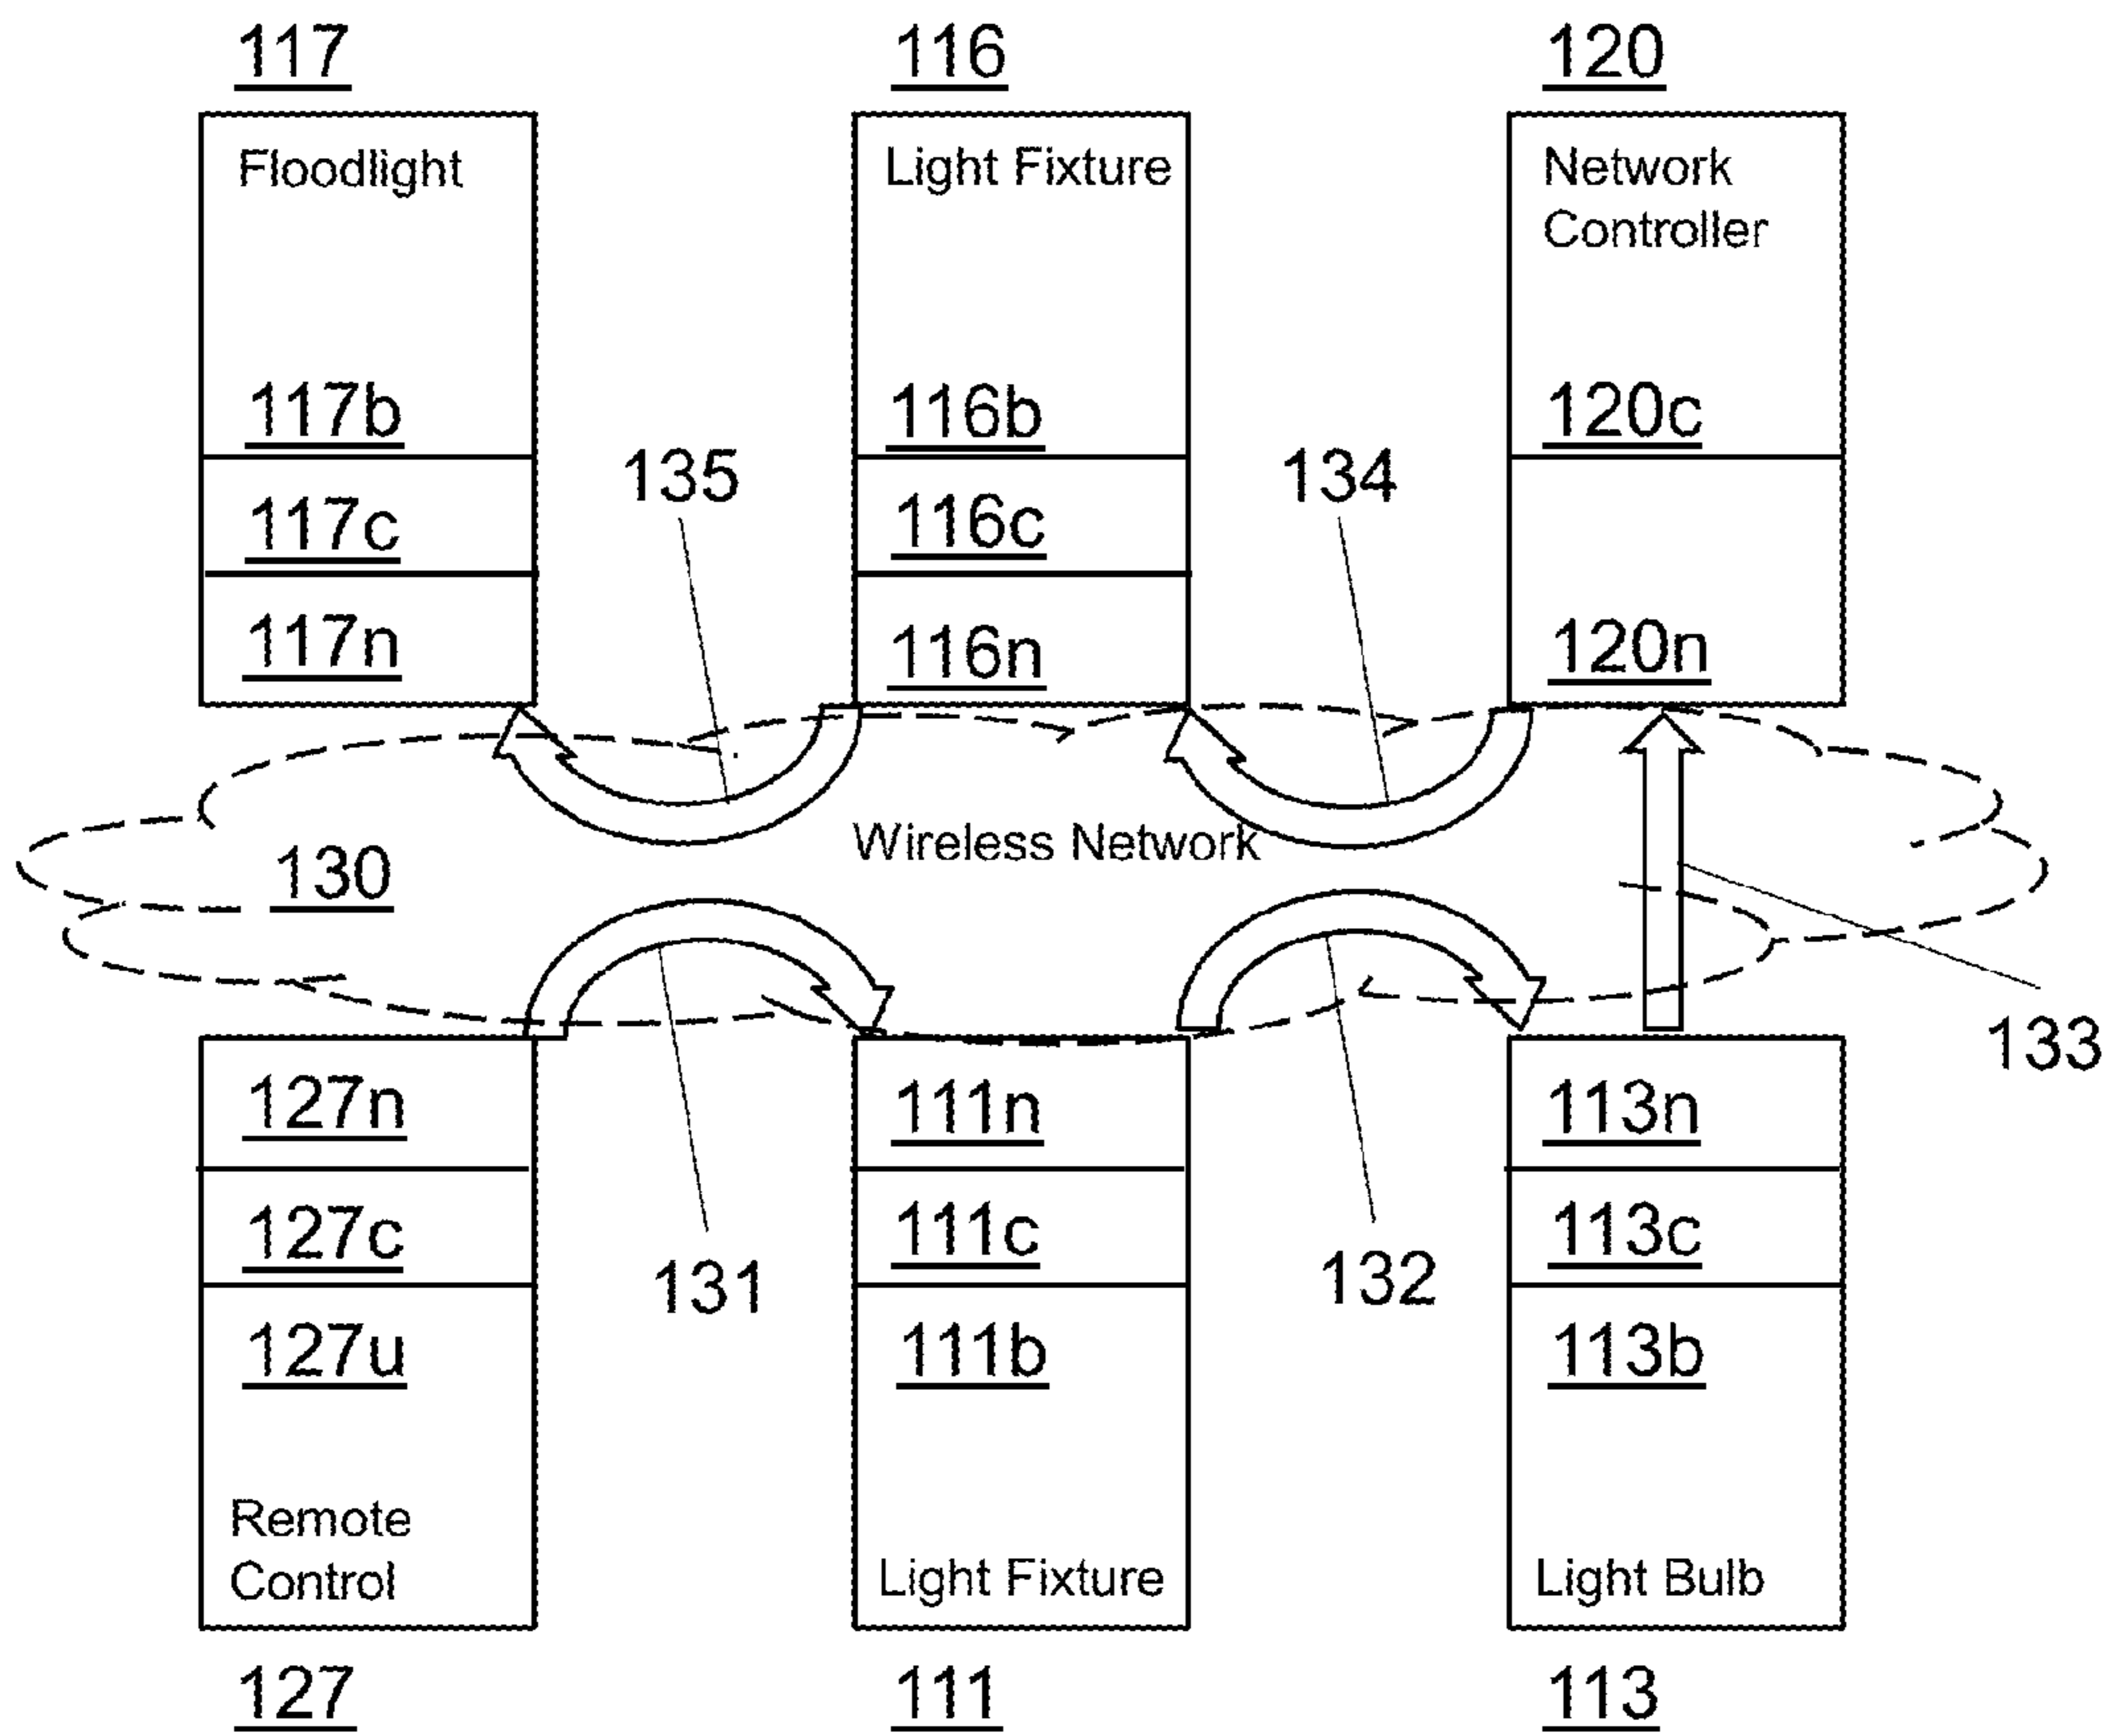 117
116
120
Floodlight
Light Fixture
Network
Controller
117b
116b
120c
135
134
117c
116c
117n
116n
120n
Wireless Network
130
133
127n
111n
113n
127c
111c
113c
131
132
127u
111b
113b
Remote
Control
Light Fixture
Light Bulb
127
111
113